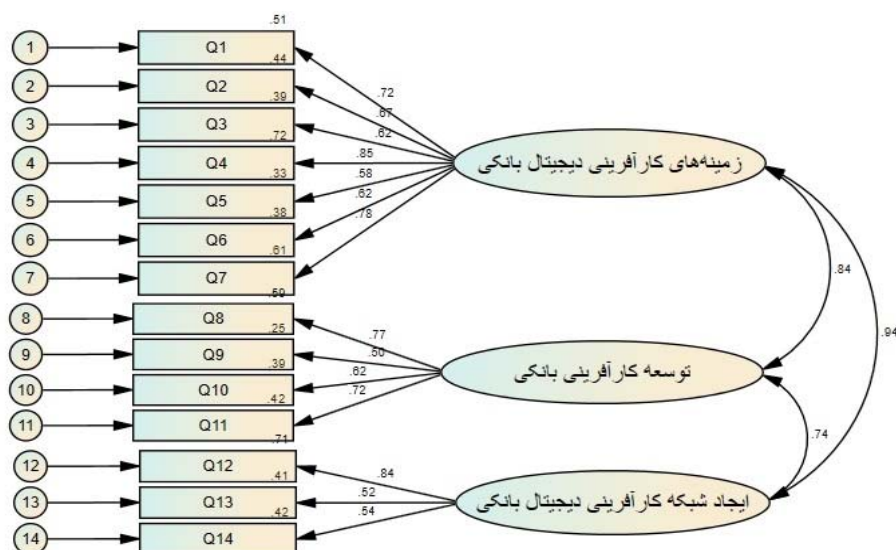 .51
1
Q1
.44
2
Q2
.39
3
Q3
.72
4
Q4
.33
5
Q5
.38
6
Q6
.61
7
Q7
.72
.67
.62
.85
.58
.62
.78
زمینه‌های کارآفرینی دیجیتال بانکی
.59
8
Q8
.25
9
Q9
.39
10
Q10
.42
11
Q11
.77
.50
.62
.72
توسعه کارآفرینی بانکی
.71
12
Q12
.41
13
Q13
.42
14
Q14
.84
.52
.54
ایجاد شبکه کارآفرینی دیجیتال بانکی
.84
.94
.74